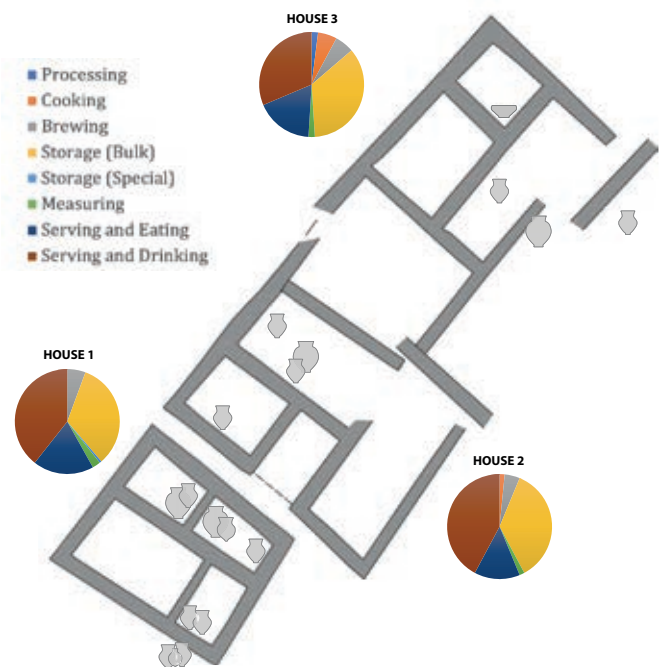 HOUSE 3
Processing
Cooking
Brewing
Storage (Bulk)
Storage (Special)
Measuring
Serving and Eating
Serving and Drinking
HOUSE 1
HOUSE 2